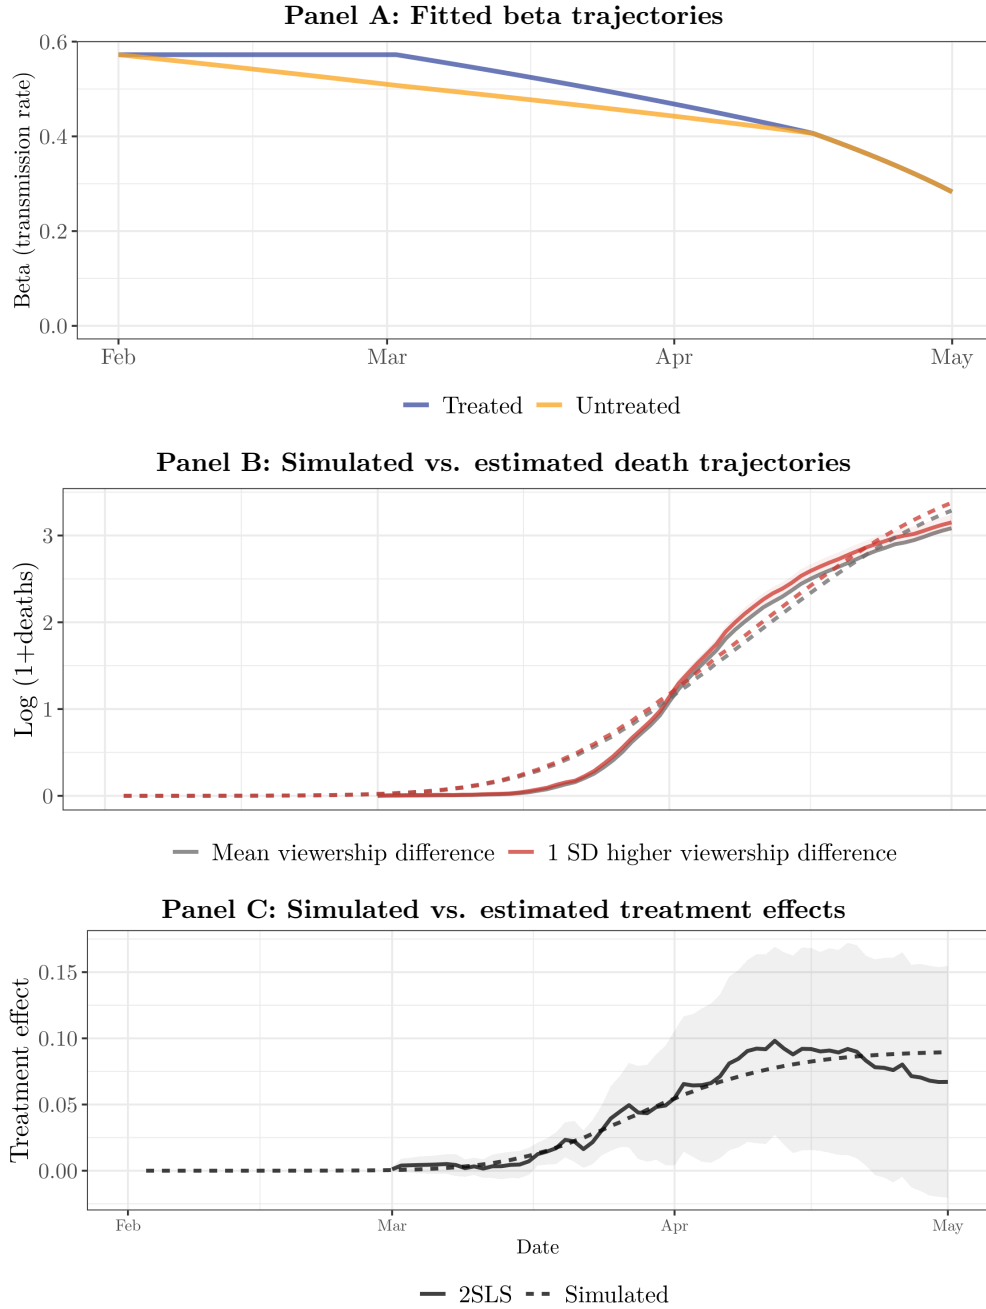 Panel A: Fitted beta trajectories
Beta (transmission rate)
0.6
0.4
0.2
0.0
Feb Mar Apr May
Treated Untreated
Panel B: Simulated vs. estimated death trajectories
Log (1+deaths)
3
2
1
0
Mean viewership difference 1 SD higher viewership difference
Panel C: Simulated vs. estimated treatment effects
Treatment effect
0.15
0.10
0.05
0.00
Feb Mar Apr May
Date
2SLS Simulated